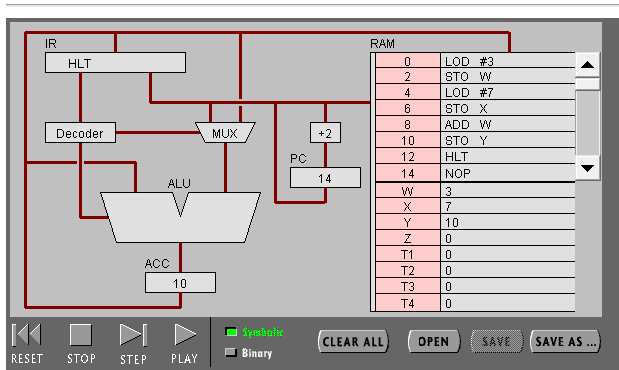 IR
HLT
Decoder
MUX
+2
PC
14
ALU
ACC
10
RAM
0 LOD #3
2 STO W
4 LOD #7
6 STO X
8 ADD W
10 STO Y
12 HLT
14 NOP
W 3
X 7
Y 10
Z 0
T1 0
T2 0
T3 0
T4 0
RESET STOP STEP PLAY
Symbolic
Binary
CLEAR ALL OPEN SAVE SAVE AS ...